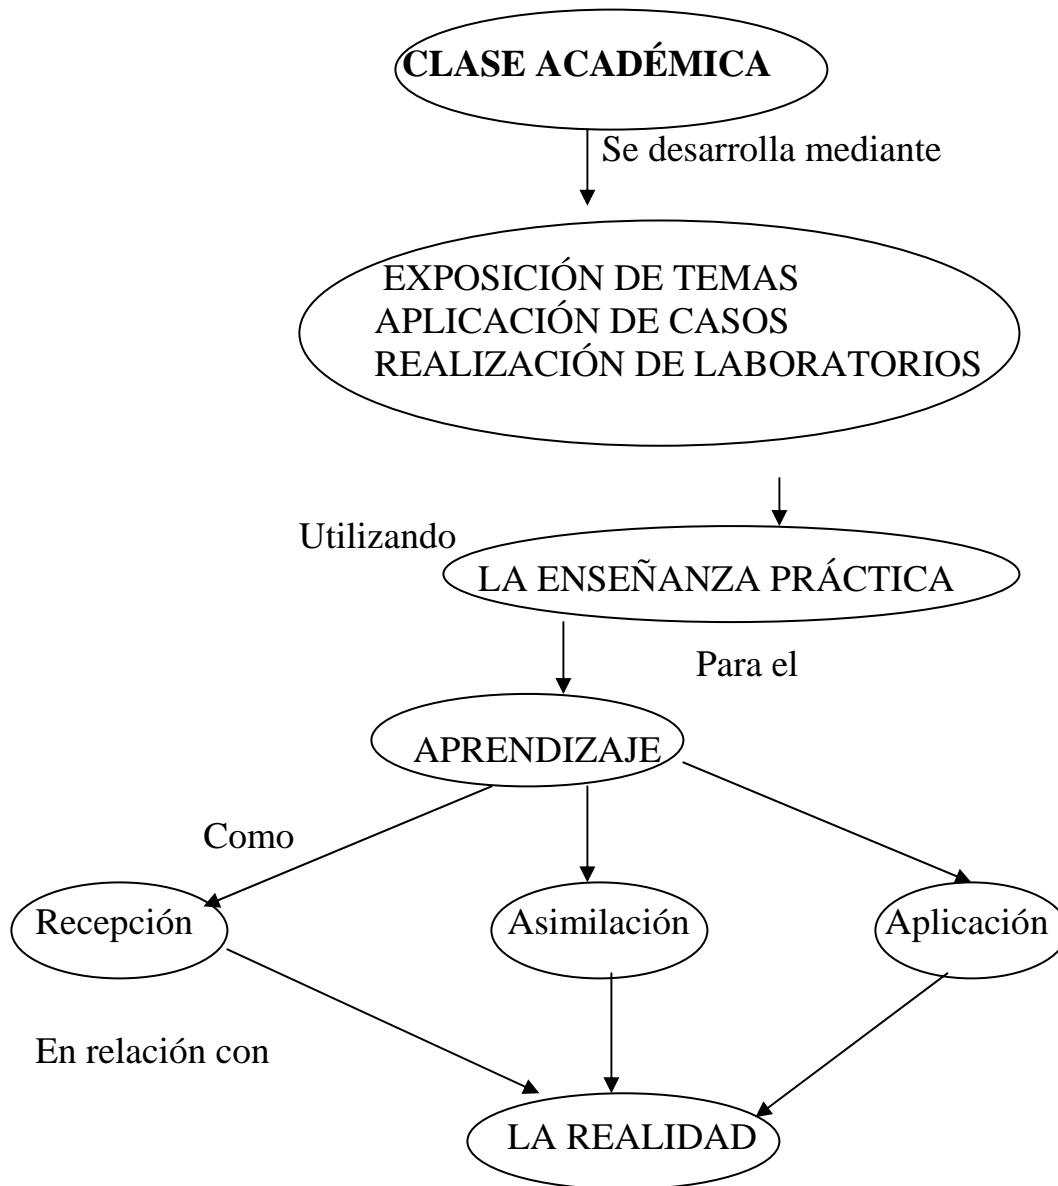 CLASE ACADÉMICA
Se desarrolla mediante
EXPOSICIÓN DE TEMAS
APLICACIÓN DE CASOS
REALIZACIÓN DE LABORATORIOS
Utilizando
LA ENSEÑANZA PRÁCTICA
Para el
APRENDIZAJE
Como
Recepción
Asimilación
Aplicación
En relación con
LA REALIDAD